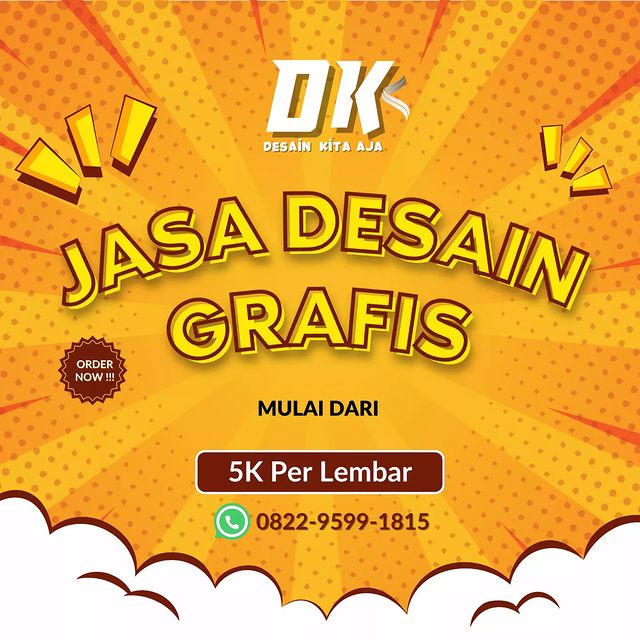 DK
DESAIN KITA AJA
JASA DESAIN
GRAFIS
ORDER
NOW !!!
MULAI DARI
5K Per Lembar
0822-9599-1815